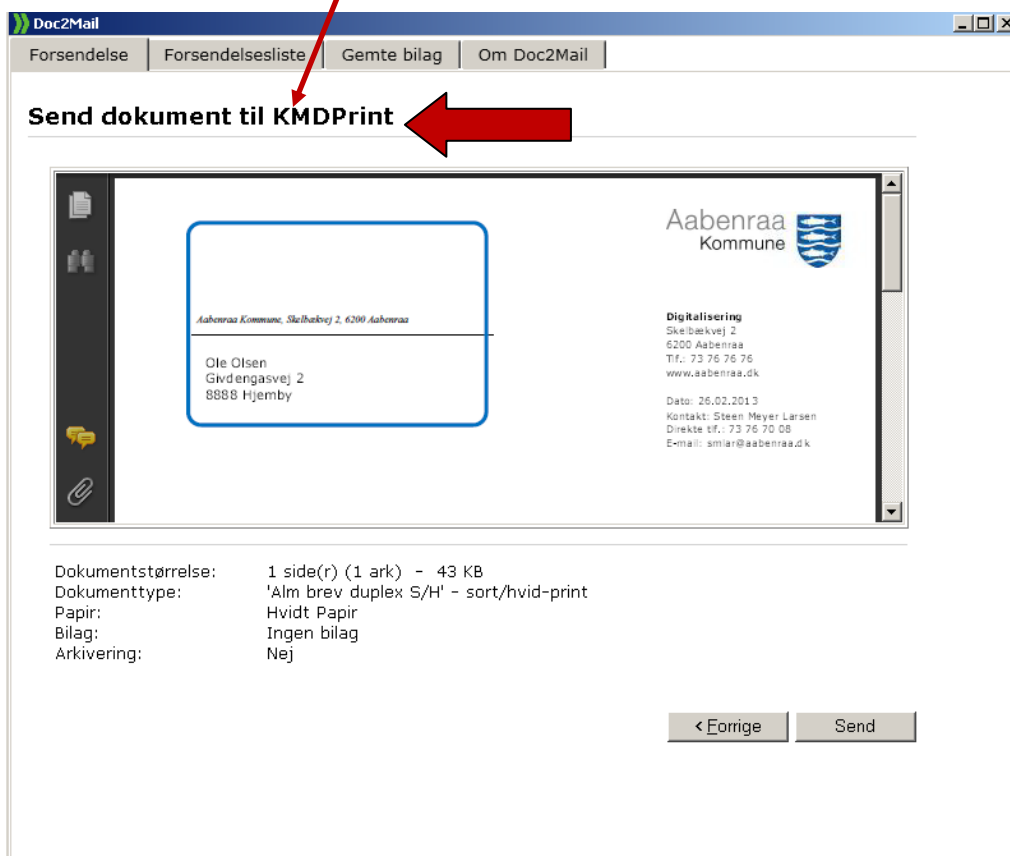 Doc2Mail
Forsendelse Forsendelsesliste Gemte bilag Om Doc2Mail
Send dokument til KMDPrint
Aabenraa
Kommune
Aabenraa Kommune, Skelbækvej 2, 6200 Aabenraa
Ole Olsen
Givdengasvej 2
8888 Hjemby
Digitalisering
Skelbækvej 2
6200 Aabenraa
Tlf.: 73 76 76 76
www.aabenraa.dk
Dato: 26.02.2013
Kontakt: Steen Meyer Larsen
Direkte tlf.: 73 76 70 08
E-mail: smlar@aabenraa.dk
Dokumentstørrelse: 1 side(r) (1 ark) - 43 KB
Dokumenttype: 'Alm brev duplex S/H' - sort/hvid-print
Papir: Hvidt Papir
Bilag: Ingen bilag
Arkivering: Nej
< Forrige Send